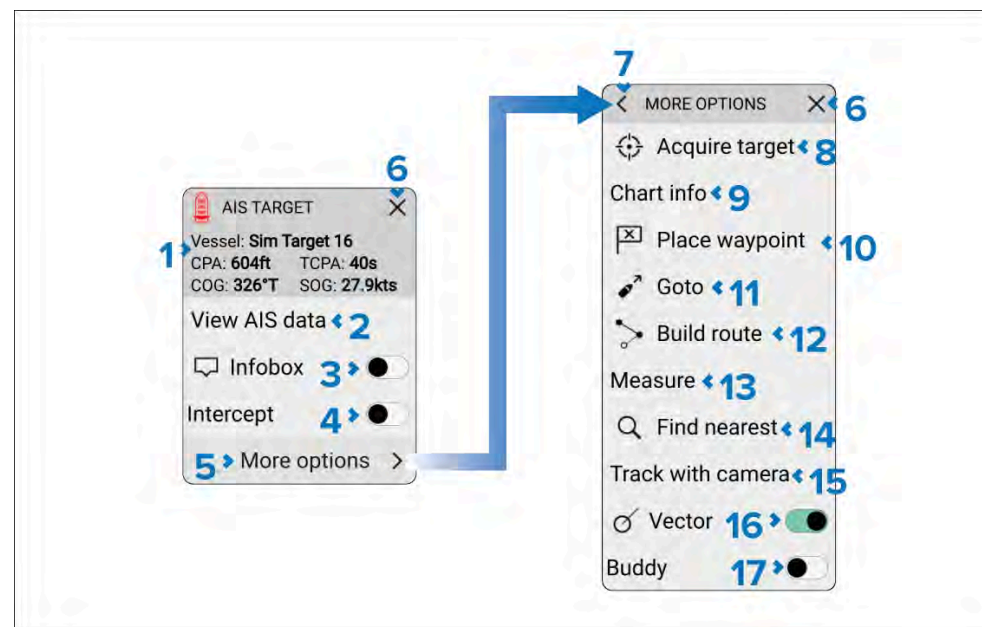 7
< MORE OPTIONS X 6
Acquire target 8
Chart info 9
Place waypoint 10
Goto 11
Build route 12
Measure 13
Find nearest 14
Track with camera 15
Vector 16
Buddy 17
6
AIS TARGET X
1 Vessel: Sim Target 16
CPA: 604ft TCPA: 40s
COG: 326°T SOG: 27.9kts
View AIS data 2
Infobox 3
Intercept 4
5 More options >